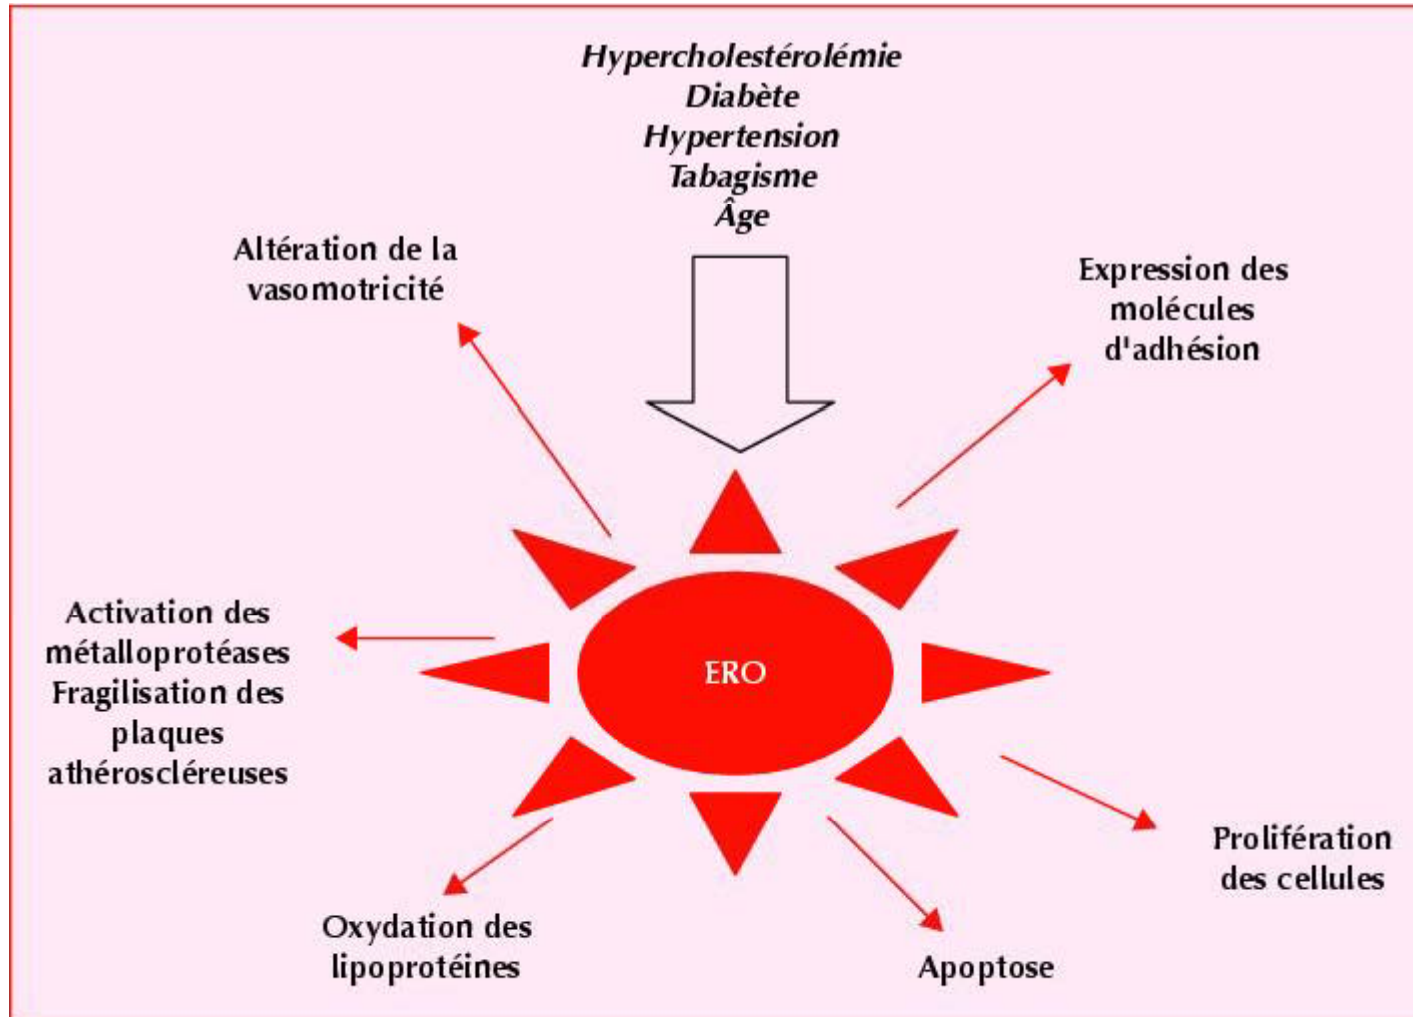 Hypercholestérolémie
Diabète
Hypertension
Tabagisme
Âge
Altération de la
vasomotricité
Expression des
molécules
d'adhésion
Activation des
métalloprotéases
Fragilisation des
plaques
athéroscléreuses
ERO
Prolifération
des cellules
Oxydation des
lipoprotéines
Apoptose